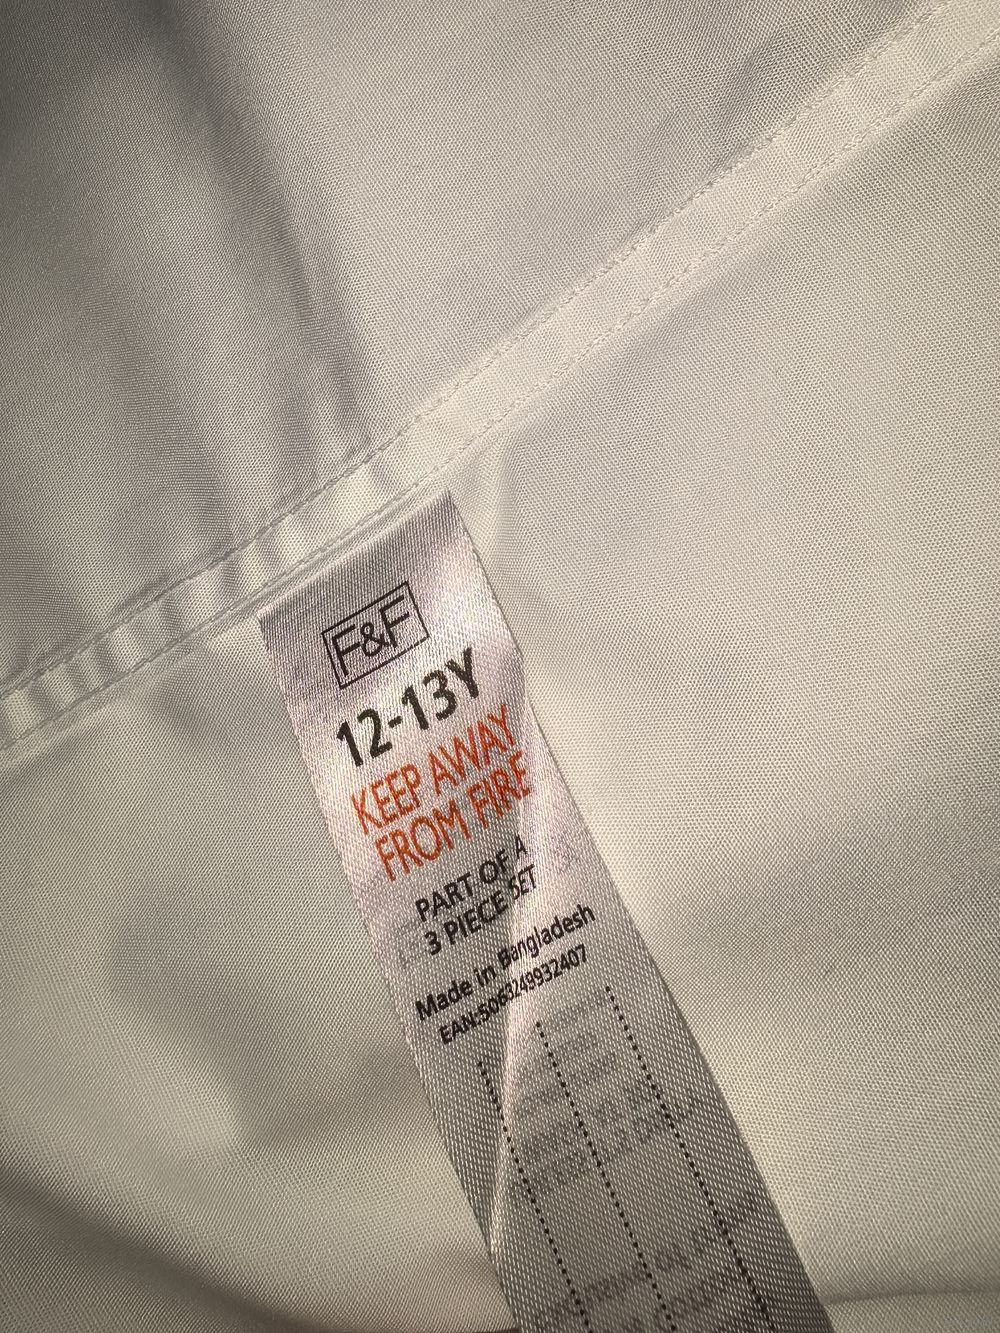 F&F
12-13Y
KEEP AWAY
FROM FIRE
PART OF A
3 PIECE SET
Made in Bangladesh
EAN:5063249932407